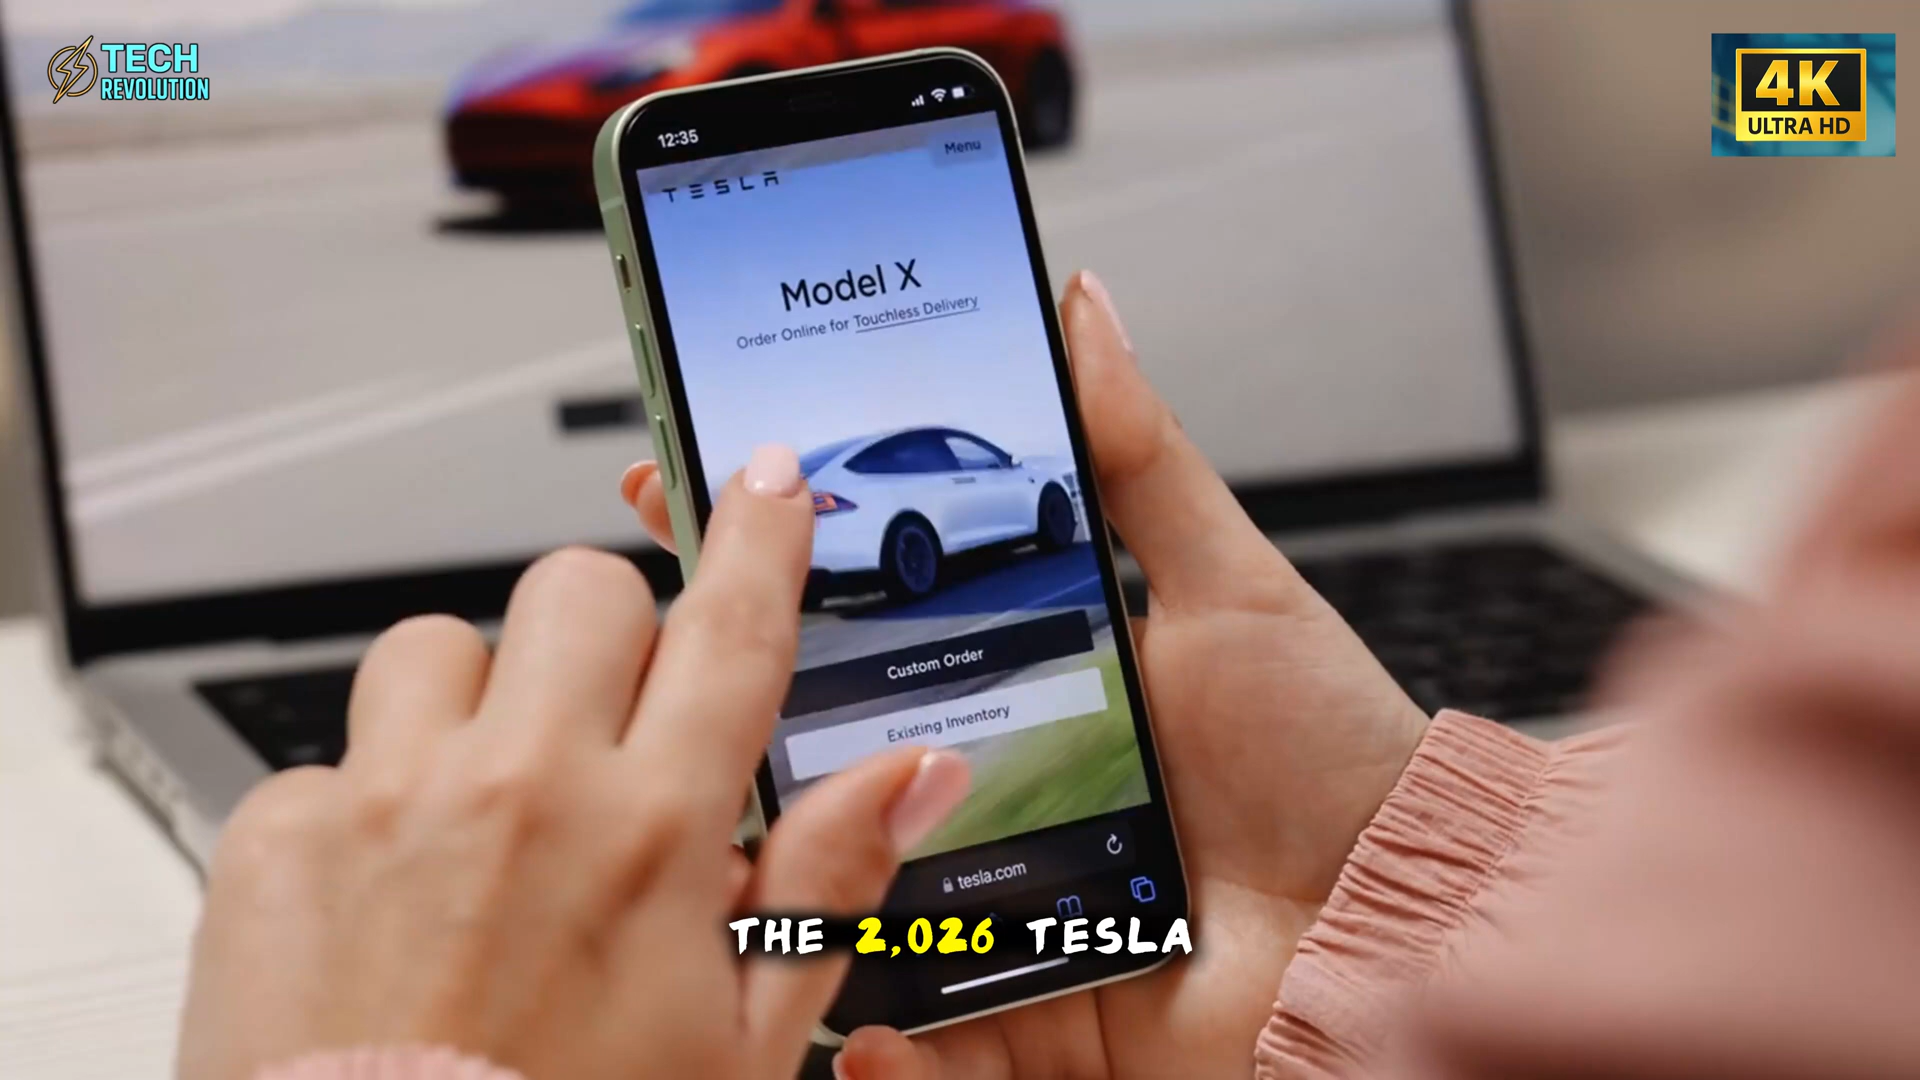 TECH
REVOLUTION
4K
ULTRA HD
12:35
Menu
TESLA
Model X
Order Online for Touchless Delivery
Custom Order
Existing Inventory
tesla.com
THE 2,026 TESLA